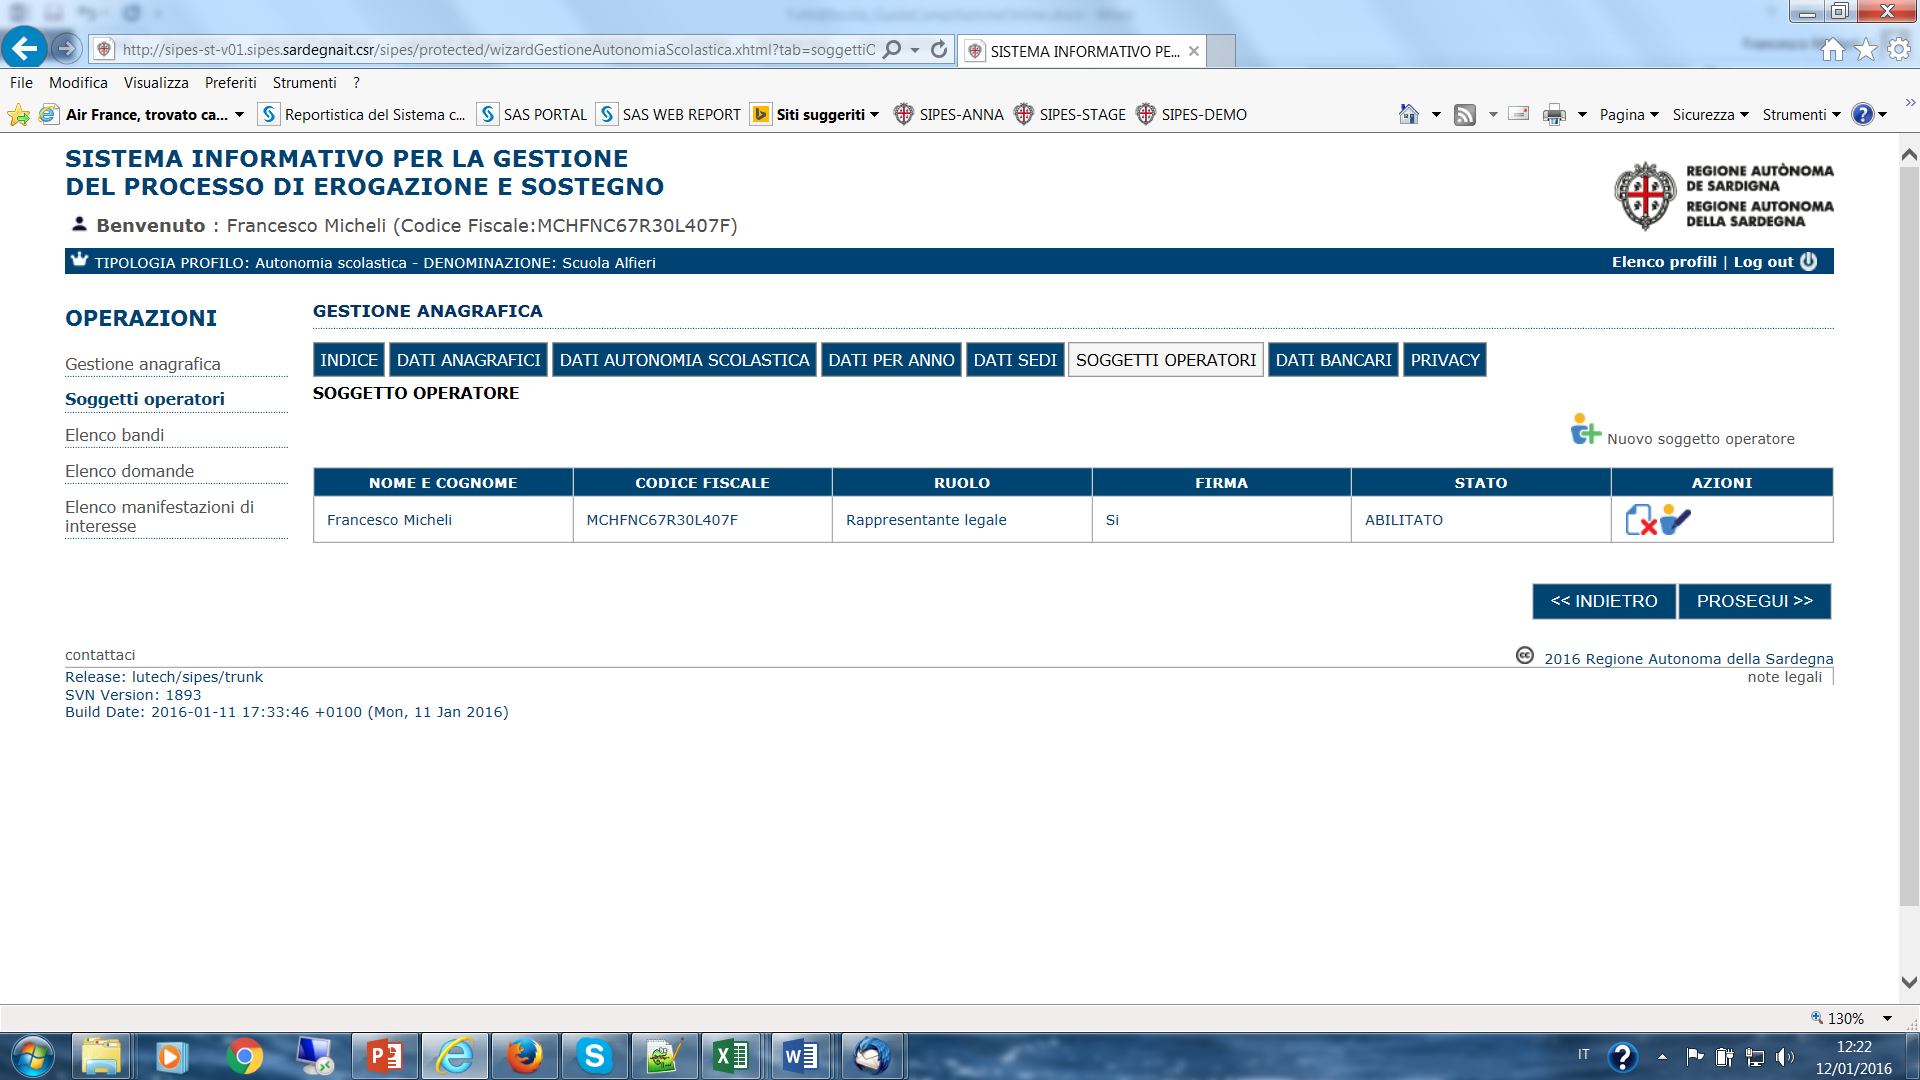 http://sipes-st-v01.sipes.sardegnait.csr/sipes/protected/wizardGestioneAutonomiaScolastica.xhtml?tab=soggettiO
SISTEMA INFORMATIVO PE...
File Modifica Visualizza Preferiti Strumenti ?
Air France, trovato ca... Reportistica del Sistema c... SAS PORTAL SAS WEB REPORT Siti suggeriti SIPES-ANNA SIPES-STAGE SIPES-DEMO Pagina Sicurezza Strumenti
SISTEMA INFORMATIVO PER LA GESTIONE
DEL PROCESSO DI EROGAZIONE E SOSTEGNO
REGIONE AUTÒNOMA
DE SARDIGNA
REGIONE AUTONOMA
DELLA SARDEGNA
Benvenuto : Francesco Micheli (Codice Fiscale:MCHFNC67R30L407F)
TIPOLOGIA PROFILO: Autonomia scolastica - DENOMINAZIONE: Scuola Alfieri
Elenco profili | Log out
OPERAZIONI
Gestione anagrafica
Soggetti operatori
Elenco bandi
Elenco domande
Elenco manifestazioni di
interesse
GESTIONE ANAGRAFICA
INDICE DATI ANAGRAFICI DATI AUTONOMIA SCOLASTICA DATI PER ANNO DATI SEDI SOGGETTI OPERATORI DATI BANCARI PRIVACY
SOGGETTO OPERATORE
Nuovo soggetto operatore
NOME E COGNOME CODICE FISCALE RUOLO FIRMA STATO AZIONI
Francesco Micheli MCHFNC67R30L407F Rappresentante legale Si ABILITATO
<< INDIETRO PROSEGUI >>
contattaci
2016 Regione Autonoma della Sardegna
note legali
Release: lutech/sipes/trunk
SVN Version: 1893
Build Date: 2016-01-11 17:33:46 +0100 (Mon, 11 Jan 2016)
130%
IT
12:22
12/01/2016